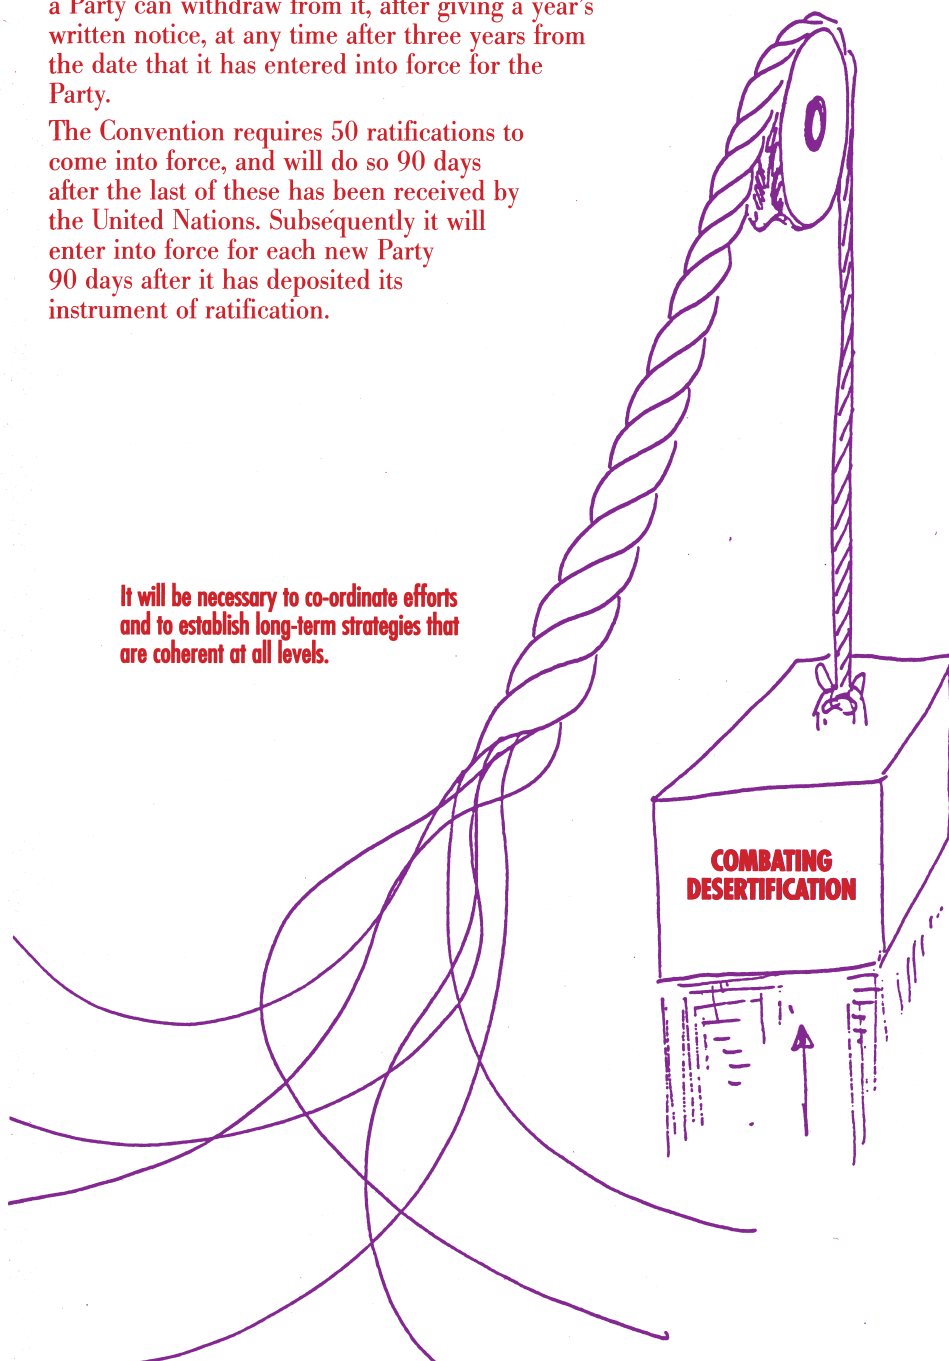 a Party can withdraw from it, after giving a year's
written notice, at any time after three years from
the date that it has entered into force for the
Party.
The Convention requires 50 ratifications to
come into force, and will do so 90 days
after the last of these has been received by
the United Nations. Subséquently it will
enter into force for each new Party
90 days after it has deposited its
instrument of ratification.
It will be necessary to co-ordinate efforts
and to establish long-term strategies that
are coherent at all levels.
COMBATING
DESERTIFICATION